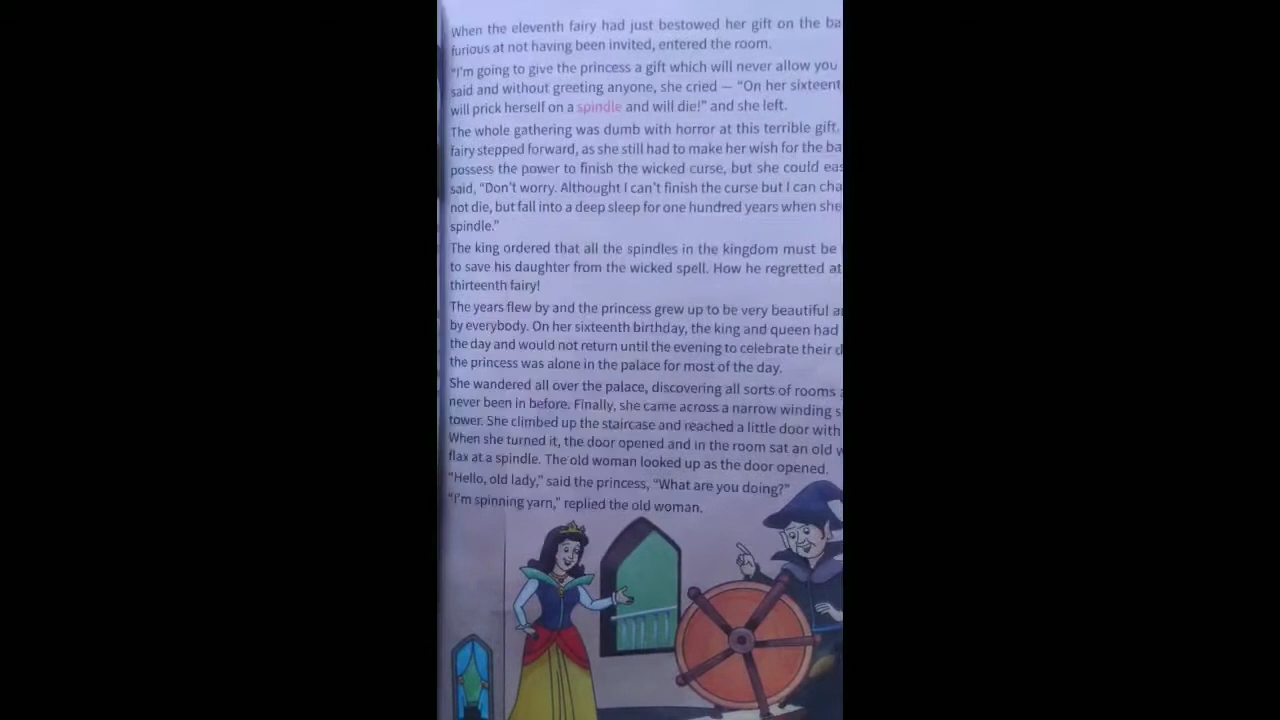 When the eleventh fairy had just bestowed her gift on the
furious at not having been invited, entered the room.
"I'm going to give the princess a gift which will never allow you
said and without greeting anyone, she cried — "On her
will prick herself on a spindle and will die!" and she left.
The whole gathering was dumb with horror at this terrible gift.
fairy stepped forward, as she still had to make her wish for the
possess the power to finish the wicked curse, but she could
said, "Don't worry. Althought I can't finish the curse but I can
not die, but fall into a deep sleep for one hundred years when she
spindle."
The king ordered that all the spindles in the kingdom must be
to save his daughter from the wicked spell. How he regretted at
thirteenth fairy!
The years flew by and the princess grew up to be very beautiful
by everybody. On her sixteenth birthday, the king and queen had
the day and would not return until the evening to celebrate their
the princess was alone in the palace for most of the day.
She wandered all over the palace, discovering all sorts of rooms
never been in before. Finally, she came across a narrow winding
tower. She climbed up the staircase and reached a little door with
When she turned it, the door opened and in the room sat an old
flax at a spindle. The old woman looked up as the door opened.
"Hello, old lady," said the princess, "What are you doing?"
"I'm spinning yarn," replied the old woman.